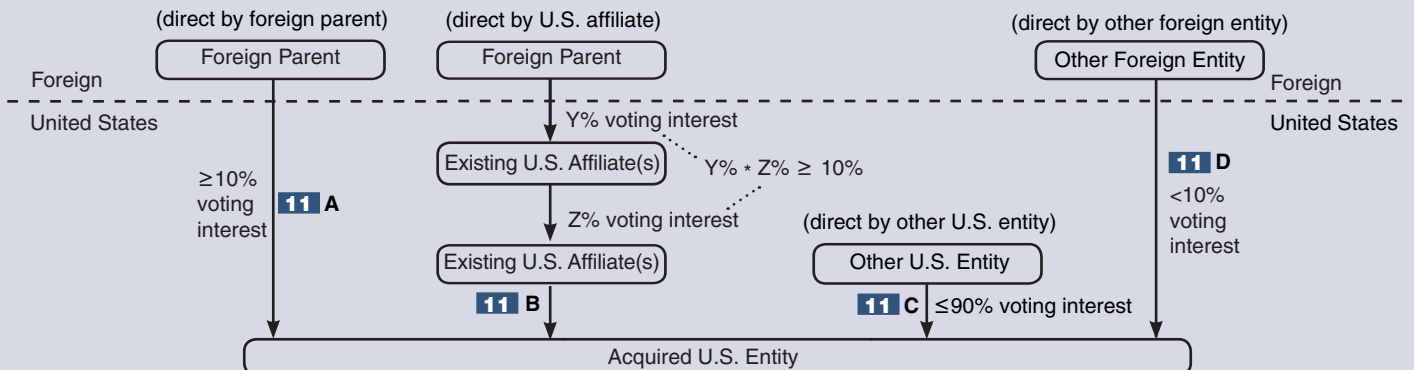 (direct by foreign parent)
(direct by U.S. affiliate)
(direct by other foreign entity)
Foreign Parent
Foreign Parent
Other Foreign Entity
Foreign
Foreign
United States
United States
Y% voting interest
Existing U.S. Affiliate(s)
Y% * Z% ≥ 10%
≥10%
voting
interest
11 A
11 D
<10%
voting
interest
Z% voting interest
(direct by other U.S. entity)
Existing U.S. Affiliate(s)
Other U.S. Entity
11 B
11 C ≤90% voting interest
Acquired U.S. Entity